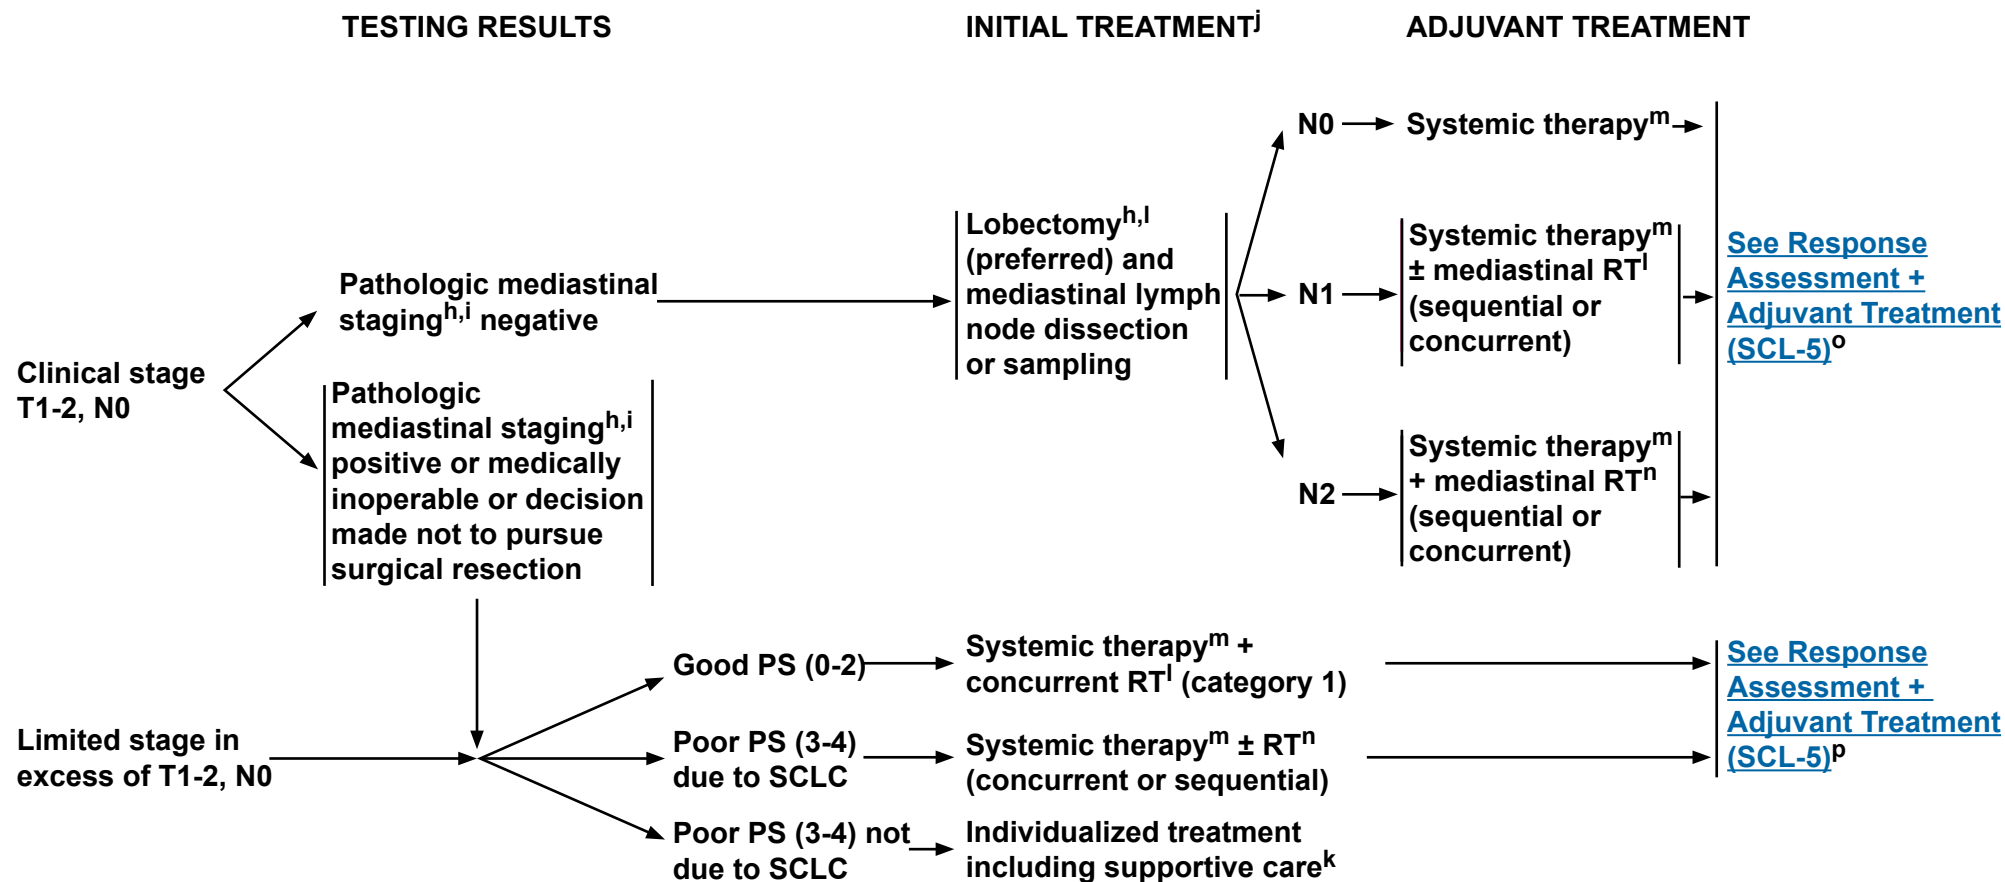 TESTING RESULTS
INITIAL TREATMENTj
ADJUVANT TREATMENT
Clinical stage
T1-2, N0
Pathologic mediastinal
stagingh,i negative
Pathologic
mediastinal stagingh,i
positive or medically
inoperable or decision
made not to pursue
surgical resection
Lobectomyh,l
(preferred) and
mediastinal lymph
node dissection
or sampling
N0
Systemic therapym
N1
Systemic therapym
± mediastinal RTl
(sequential or
concurrent)
N2
Systemic therapym
+ mediastinal RTn
(sequential or
concurrent)
See Response
Assessment +
Adjuvant Treatment
(SCL-5)o
Limited stage in
excess of T1-2, N0
Good PS (0-2)
Systemic therapym +
concurrent RTl (category 1)
Poor PS (3-4)
due to SCLC
Systemic therapym ± RTn
(concurrent or sequential)
Poor PS (3-4) not
due to SCLC
Individualized treatment
including supportive carek
See Response
Assessment +
Adjuvant Treatment
(SCL-5)p